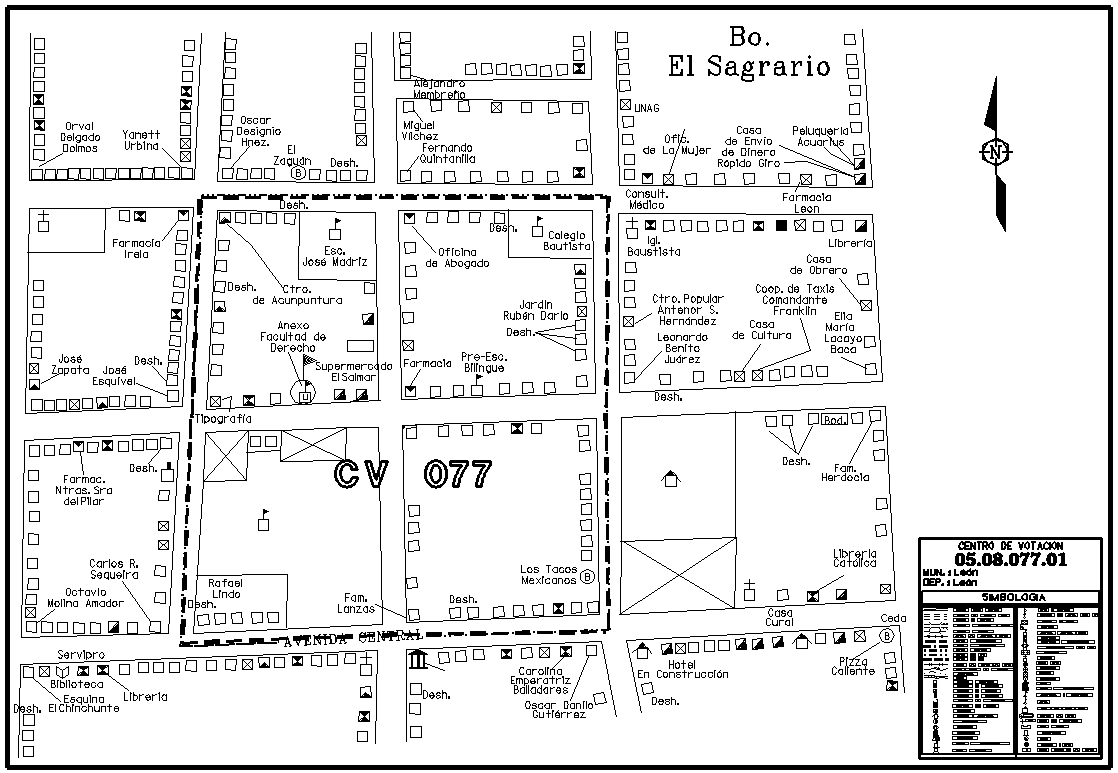 Bo.
El Sagrario
Alejandro
Membreño
Orval
Delgado
Dolmos
Yanett
Urbina
Oscar
Designio
Hnez.
El
Zaguán
B
Desh.
Miguel
Vilchez
Fernando
Quintanilla
UNAG
Ofic.
de La Mujer
Casa
de Envio
de Dinero
Rápido Giro
Peluqueria
Acuarius
N
Consult.
Médico
Farmacia
León
Farmacia
Irela
Desh.
Esc.
José Madriz
Desh.
Ctro.
de Acunpuntura
Anexo
Facultad de
Derecho
Supermercado
El Salmar
Tipografía
Desh.
Colegio
Bautista
Oficina
de Abogado
Jardin
Rubén Dario
Desh.
Farmacia
Pre-Esc.
Bilingue
Igl.
Baustista
Librería
Casa
de Obrero
Ctro. Popular
Antenor S.
Hernández
Coop. de Taxis
Comandante
Franklin
Casa
de Cultura
Leonardo
Benito
Juárez
Elia
María
Lacayo
Baca
Desh.
José
Zapata
José
Esquivel
Desh.
Desh.
Farmac.
Ntras. Sra
del Pilar
Carlos R.
Sequeira
Octavio
Molina Amador
CV 077
Rafael
Lindo
Desh.
Fam.
Lanzas
Los Tacos
Mexicanos
B
Desh.
Bod.
Desh.
Fam.
Herdocia
Librería
Católica
Casa
Cural
Ceda
B
AVENIDA CENTRAL
Servipro
Biblioteca
Esquina
El Chinchunte
Desh.
Librería
Desh.
Carolina
Emperatriz
Balladares
Oscar Danilo
Gutiérrez
Hotel
En Construcción
Desh.
Pizza
Caliente
CENTRO DE VOTACION
05.08.077.01
MUN.: León
DEP.: León
SIMBOLOGIA